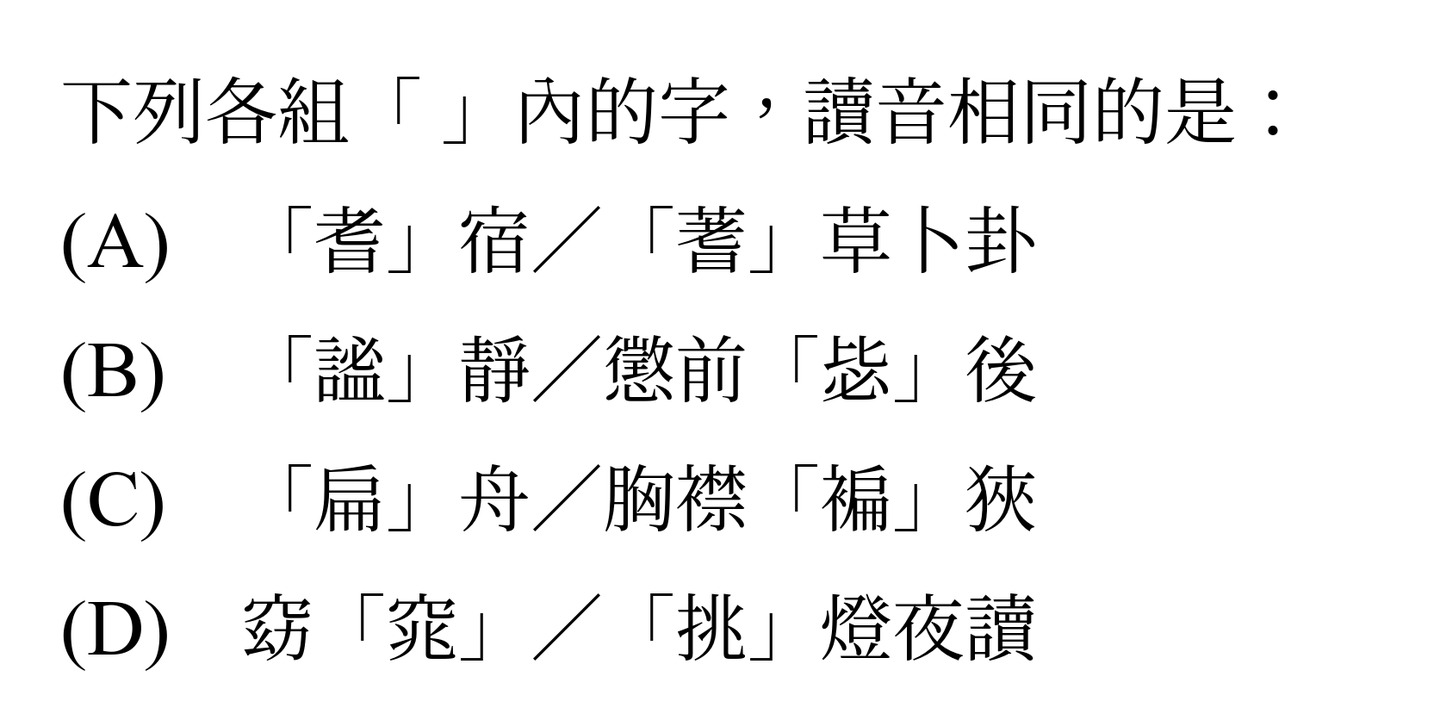 下列各組「 」內的字，讀音相同的是：
(A) 「耆」宿／「蓍」草卜卦
(B) 「謐」靜／懲前「毖」後
(C) 「扁」舟／胸襟「褊」狹
(D) 窈「窕」／「挑」燈夜讀